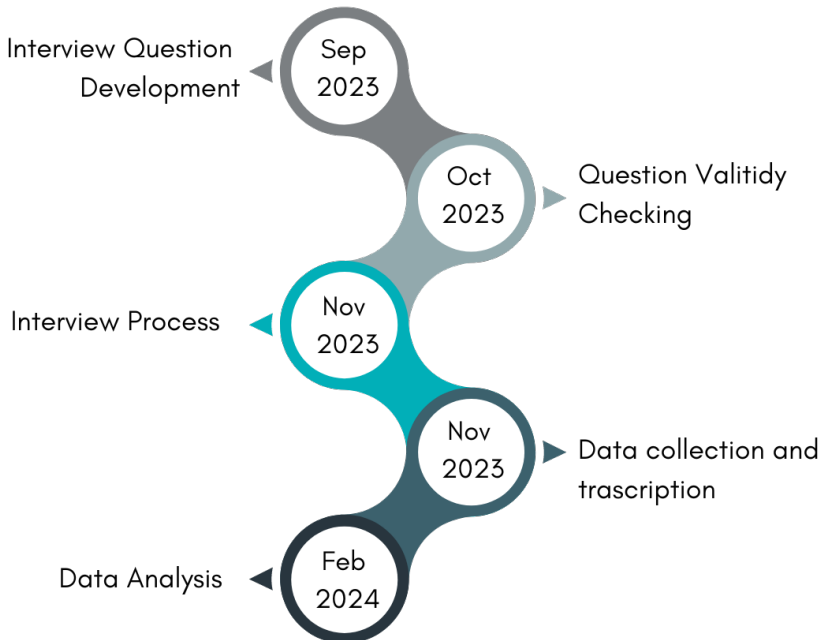 Interview Question
Development
Sep
2023
Oct
2023
Question Valitidy
Checking
Interview Process
Nov
2023
Nov
2023
Data collection and
trascription
Data Analysis
Feb
2024